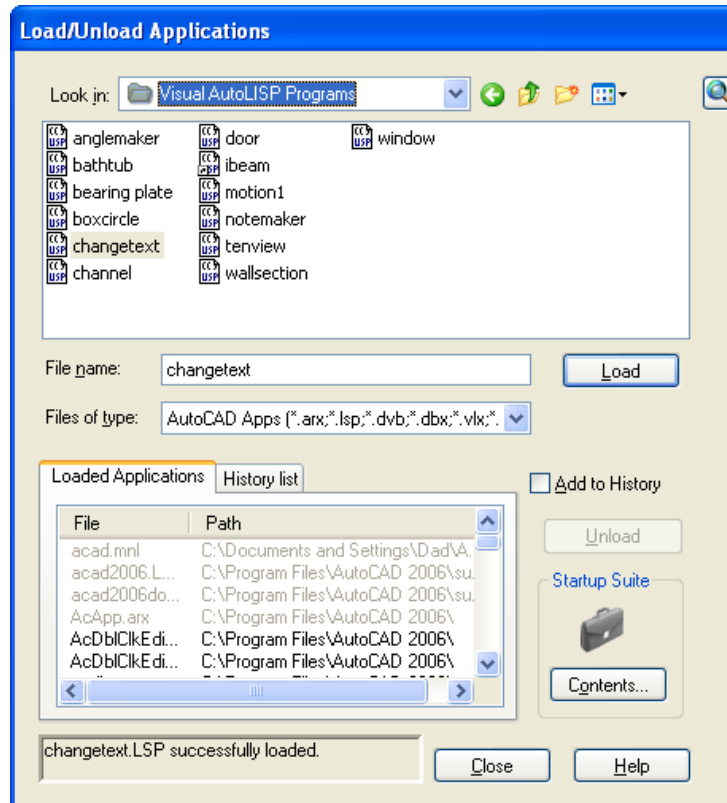 Load/Unload Applications
Look in: Visual AutoLISP Programs
anglemaker door window
bathtub ibeam
bearing plate motion1
boxcircle notemaker
changetext tenview
channel wallsection
File name: changetext Load
Files of type: AutoCAD Apps (*.arx;*.lsp;*.dvb;*.dbx;*.vlx;*.
Loaded Applications History list
Add to History
File Path
Unload
acad.mnl C:\Documents and Settings\Dad\A.
acad2006.L... C:\Program Files\AutoCAD 2006\su.
acad2006do... C:\Program Files\AutoCAD 2006\su.
Startup Suite
AcApp.arx C:\Program Files\AutoCAD 2006\
AcDblClkEdi... C:\Program Files\AutoCAD 2006\
AcDblClkEdi... C:\Program Files\AutoCAD 2006\
Contents...
changetext.LSP successfully loaded.
Close Help